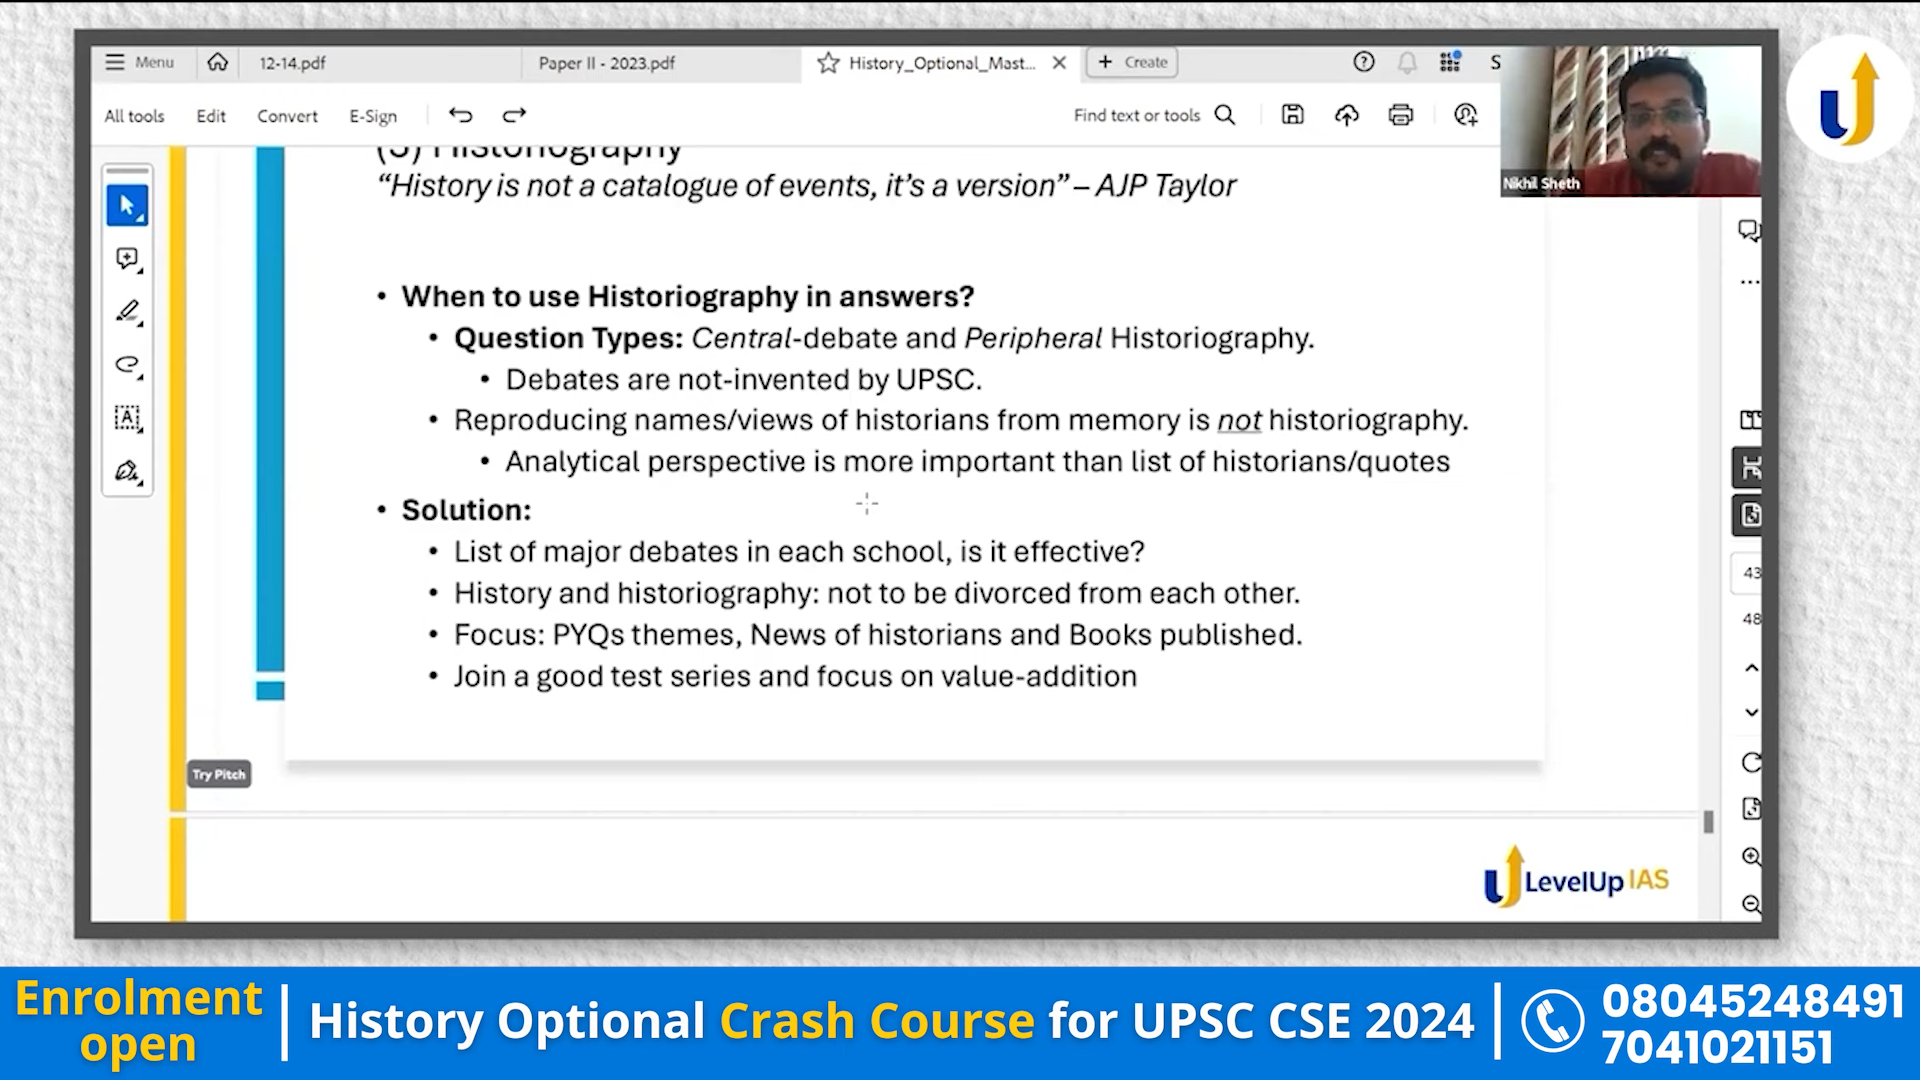 Menu
12-14.pdf
Paper II - 2023.pdf
History_Optional_Mast...
Create
S
All tools
Edit
Convert
E-Sign
Find text or tools
Nikhil Sheth
(3) Historiography
“History is not a catalogue of events, it’s a version” – AJP Taylor
• When to use Historiography in answers?
• Question Types: Central-debate and Peripheral Historiography.
• Debates are not-invented by UPSC.
• Reproducing names/views of historians from memory is not historiography.
• Analytical perspective is more important than list of historians/quotes
• Solution:
• List of major debates in each school, is it effective?
• History and historiography: not to be divorced from each other.
• Focus: PYQs themes, News of historians and Books published.
• Join a good test series and focus on value-addition
43
48
Try Pitch
LevelUp IAS
Enrolment open
History Optional Crash Course for UPSC CSE 2024
08045248491
7041021151